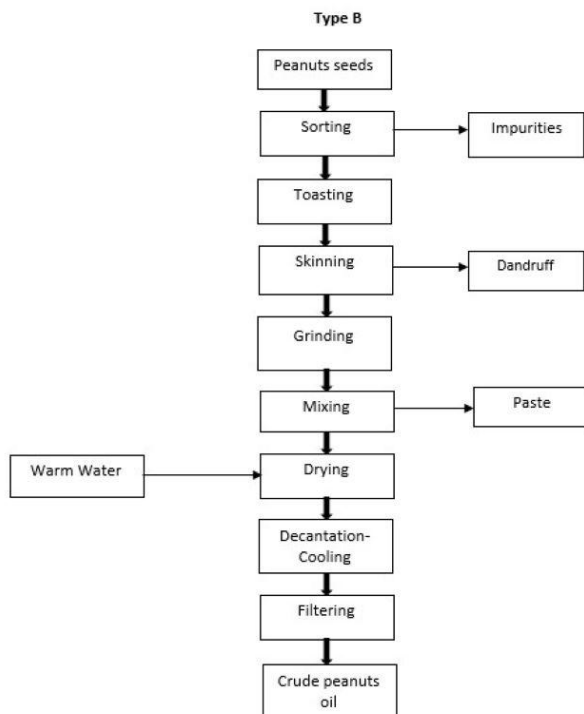 Type B
Peanuts seeds
Sorting
Impurities
Toasting
Skinning
Dandruff
Grinding
Mixing
Paste
Warm Water
Drying
Decantation-
Cooling
Filtering
Crude peanuts
oil